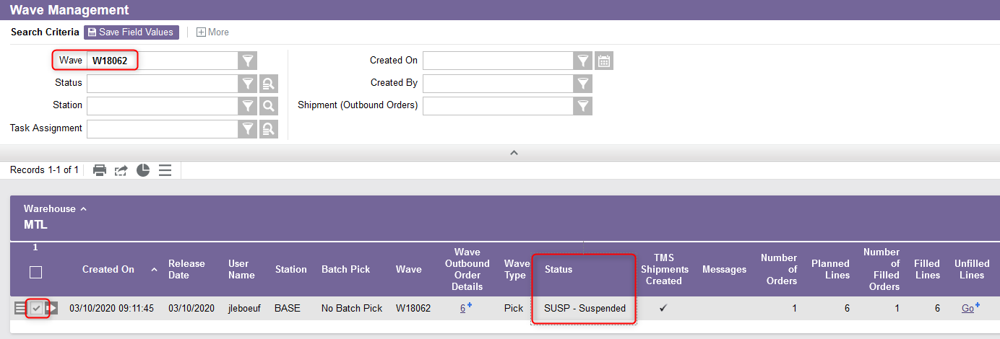 Wave Management
Search Criteria Save Field Values More
Wave W18062 Created On
Status Created By
Station Shipment (Outbound Orders)
Task Assignment
Records 1-1 of 1
Warehouse
MTL
1
Created On Release Date User Name Station Batch Pick Wave Wave Outbound Order Details Wave Type Status TMS Shipments Created Messages Number of Orders Planned Lines Number of Filled Orders Filled Lines Unfilled Lines
03/10/2020 09:11:45 03/10/2020 jleboeuf BASE No Batch Pick W18062 6+ Pick SUSP - Suspended 1 6 1 6 Go+